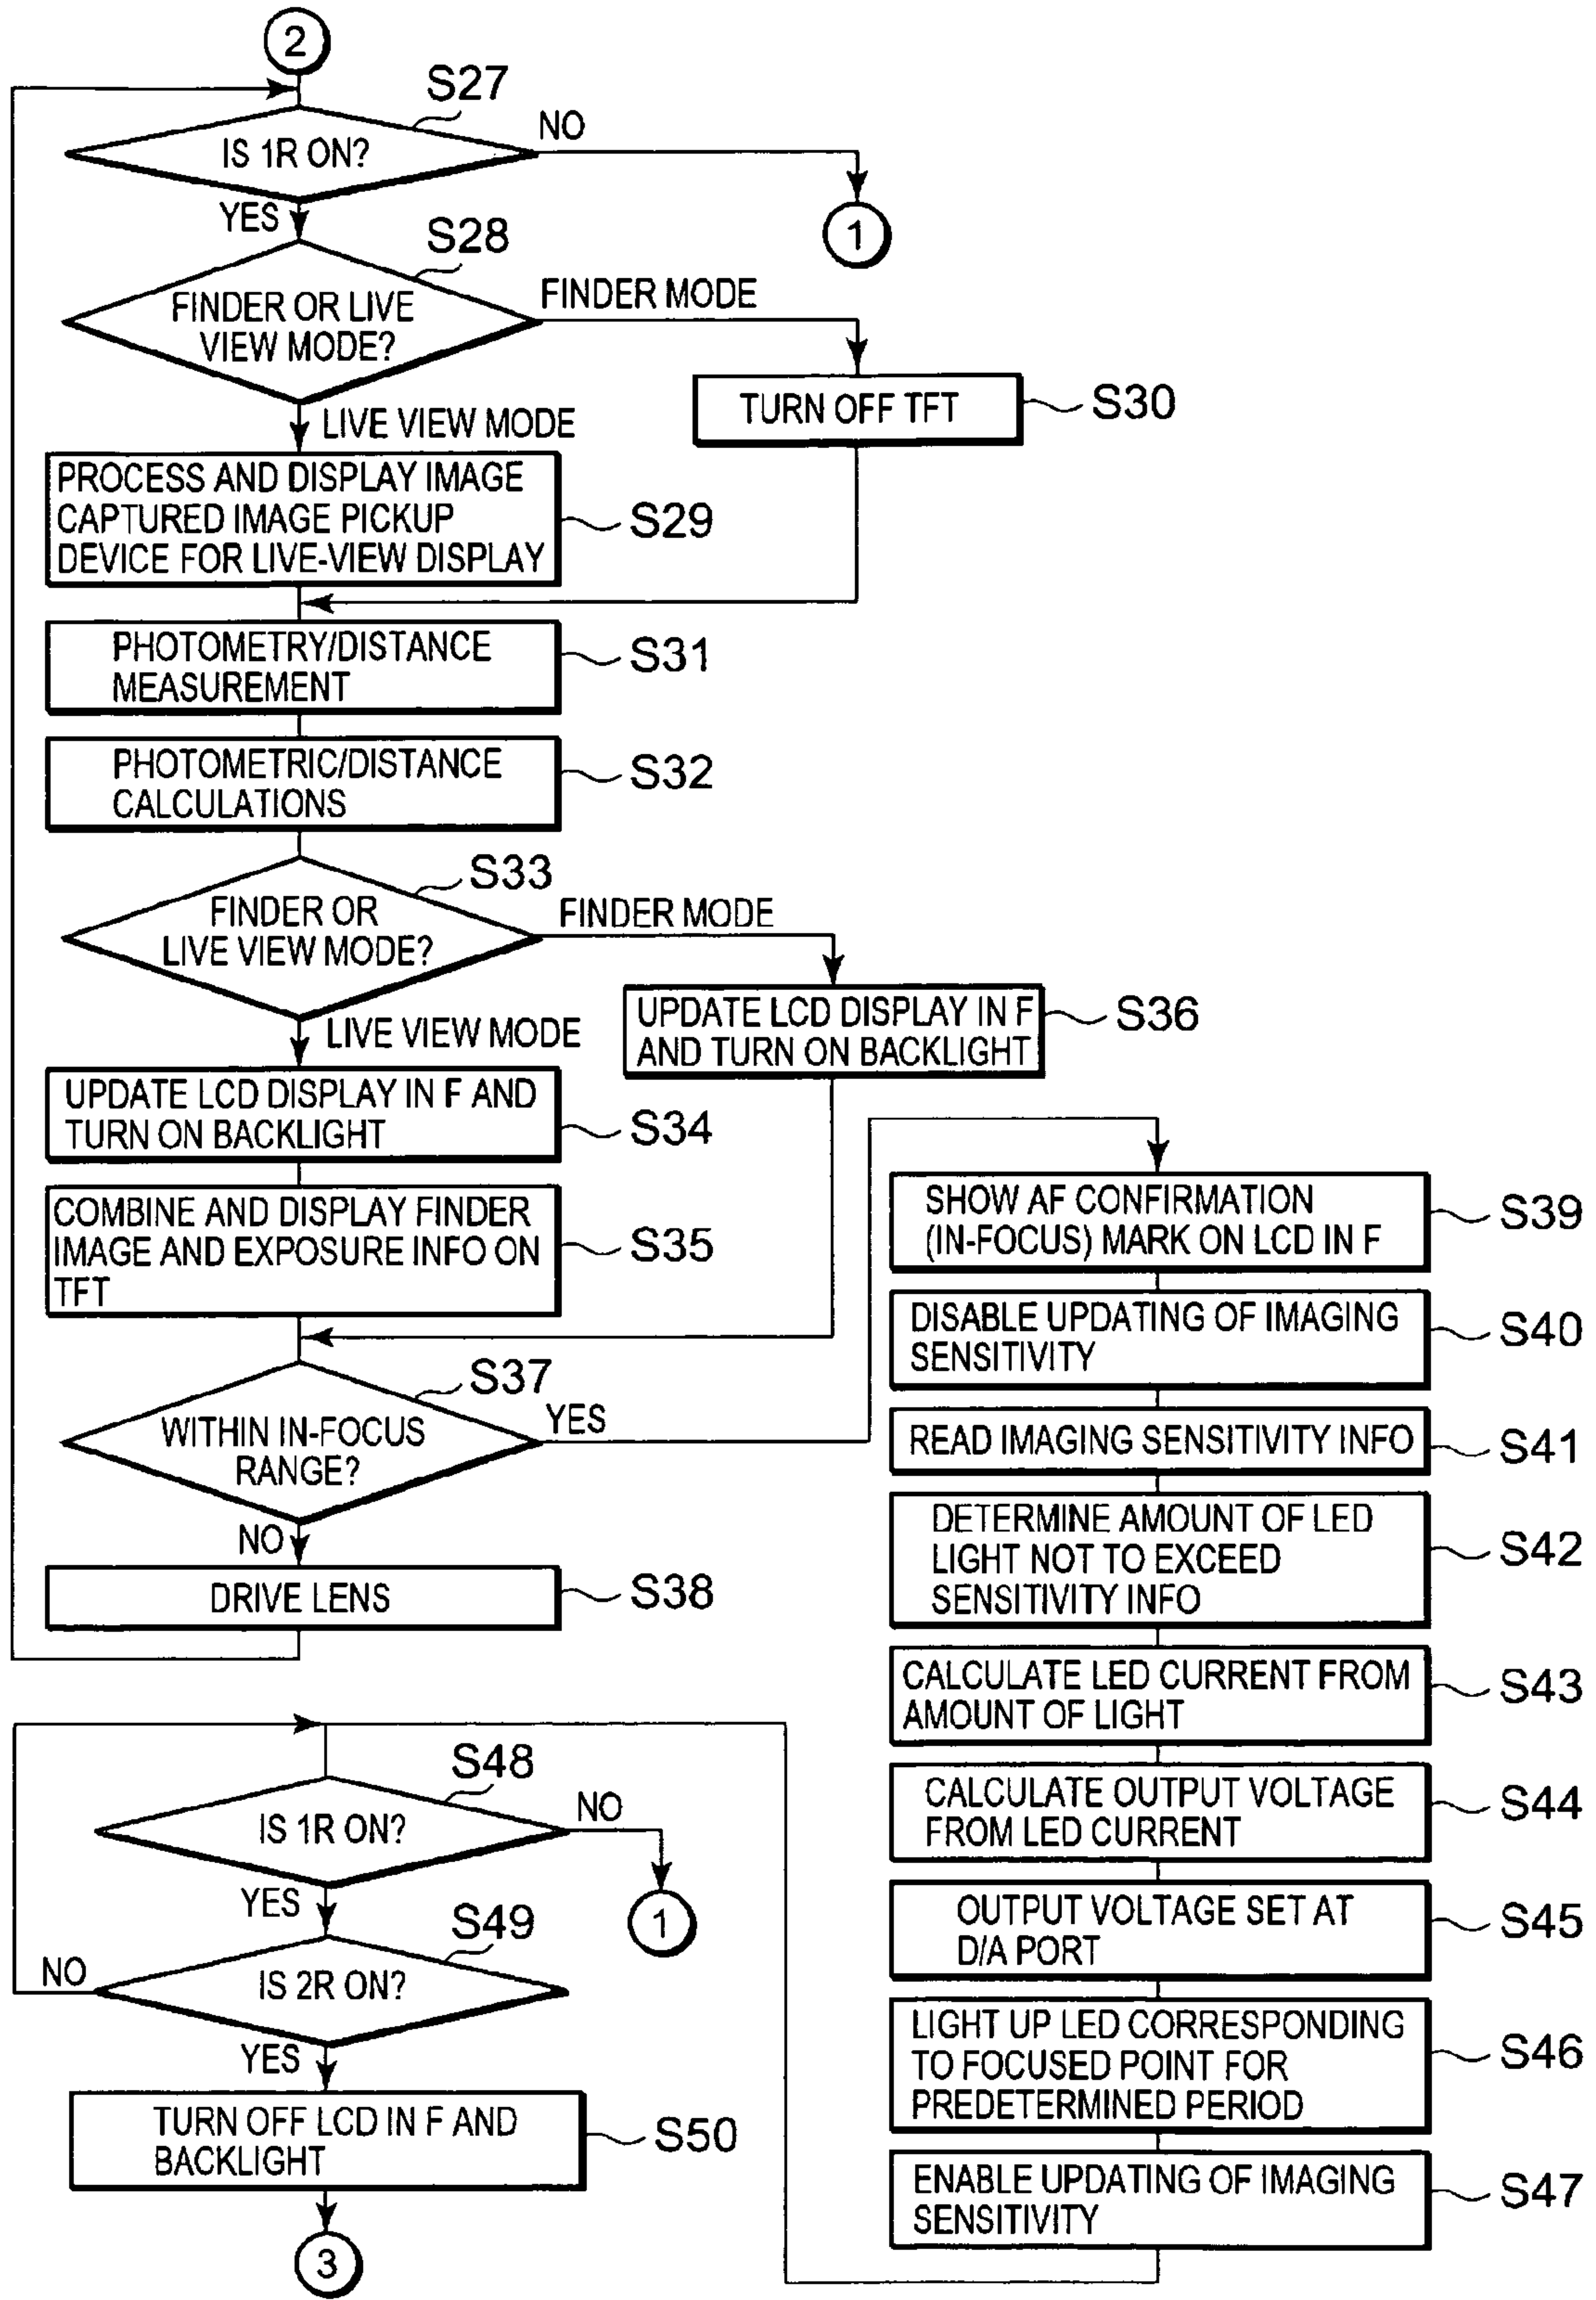 2
S27
IS 1R ON?
NO
1
YES
S28
FINDER OR LIVE
VIEW MODE?
FINDER MODE
TURN OFF TFT
S30
LIVE VIEW MODE
PROCESS AND DISPLAY IMAGE
CAPTURED IMAGE PICKUP
DEVICE FOR LIVE-VIEW DISPLAY
S29
PHOTOMETRY/DISTANCE
MEASUREMENT
S31
PHOTOMETRIC/DISTANCE
CALCULATIONS
S32
S33
FINDER OR
LIVE VIEW MODE?
FINDER MODE
UPDATE LCD DISPLAY IN F
AND TURN ON BACKLIGHT
S36
LIVE VIEW MODE
UPDATE LCD DISPLAY IN F AND
TURN ON BACKLIGHT
S34
COMBINE AND DISPLAY FINDER
IMAGE AND EXPOSURE INFO ON
TFT
S35
S37
WITHIN IN-FOCUS
RANGE?
YES
NO
DRIVE LENS
S38
SHOW AF CONFIRMATION
(IN-FOCUS) MARK ON LCD IN F
S39
DISABLE UPDATING OF IMAGING
SENSITIVITY
S40
READ IMAGING SENSITIVITY INFO
S41
DETERMINE AMOUNT OF LED
LIGHT NOT TO EXCEED
SENSITIVITY INFO
S42
CALCULATE LED CURRENT FROM
AMOUNT OF LIGHT
S43
CALCULATE OUTPUT VOLTAGE
FROM LED CURRENT
S44
OUTPUT VOLTAGE SET AT
D/A PORT
S45
LIGHT UP LED CORRESPONDING
TO FOCUSED POINT FOR
PREDETERMINED PERIOD
S46
ENABLE UPDATING OF IMAGING
SENSITIVITY
S47
S48
IS 1R ON?
NO
1
YES
S49
IS 2R ON?
NO
YES
TURN OFF LCD IN F AND
BACKLIGHT
S50
3